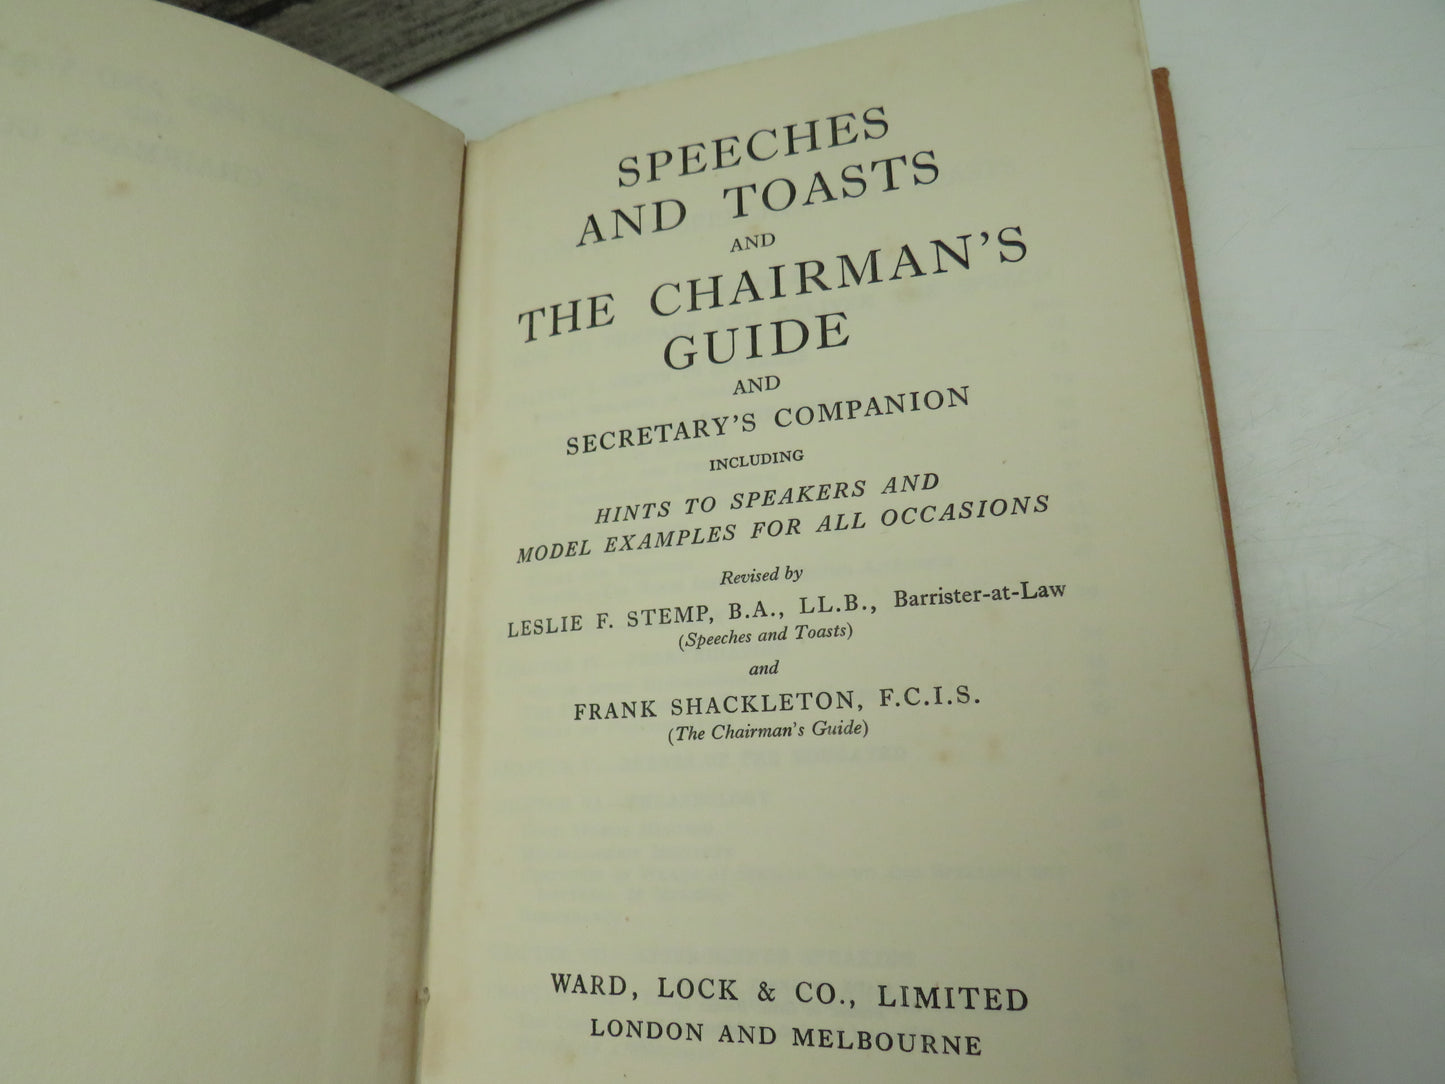 SPEECHES
AND TOASTS
AND
THE CHAIRMAN'S
GUIDE
AND
SECRETARY'S COMPANION
INCLUDING
HINTS TO SPEAKERS AND
MODEL EXAMPLES FOR ALL OCCASIONS
Revised by
LESLIE F. STEMP, B.A., LL.B., Barrister-at-Law
(Speeches and Toasts)
and
FRANK SHACKLETON, F.C.I.S.
(The Chairman's Guide)
WARD, LOCK & CO., LIMITED
LONDON AND MELBOURNE